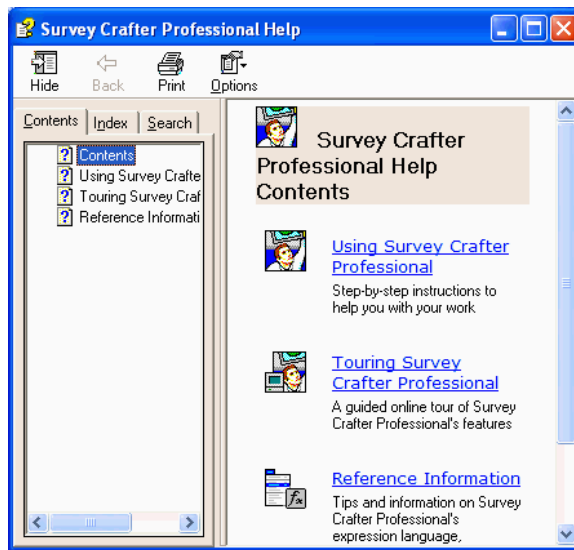 Survey Crafter Professional Help
Hide Back Print Options
Contents Index Search
Contents
Using Survey Crafte
Touring Survey Craf
Reference Informati
Survey Crafter
Professional Help
Contents
Using Survey Crafter
Professional
Step-by-step instructions to
help you with your work
Touring Survey
Crafter Professional
A guided online tour of Survey
Crafter Professional's features
Reference Information
Tips and information on Survey
Crafter Professional's
expression language,